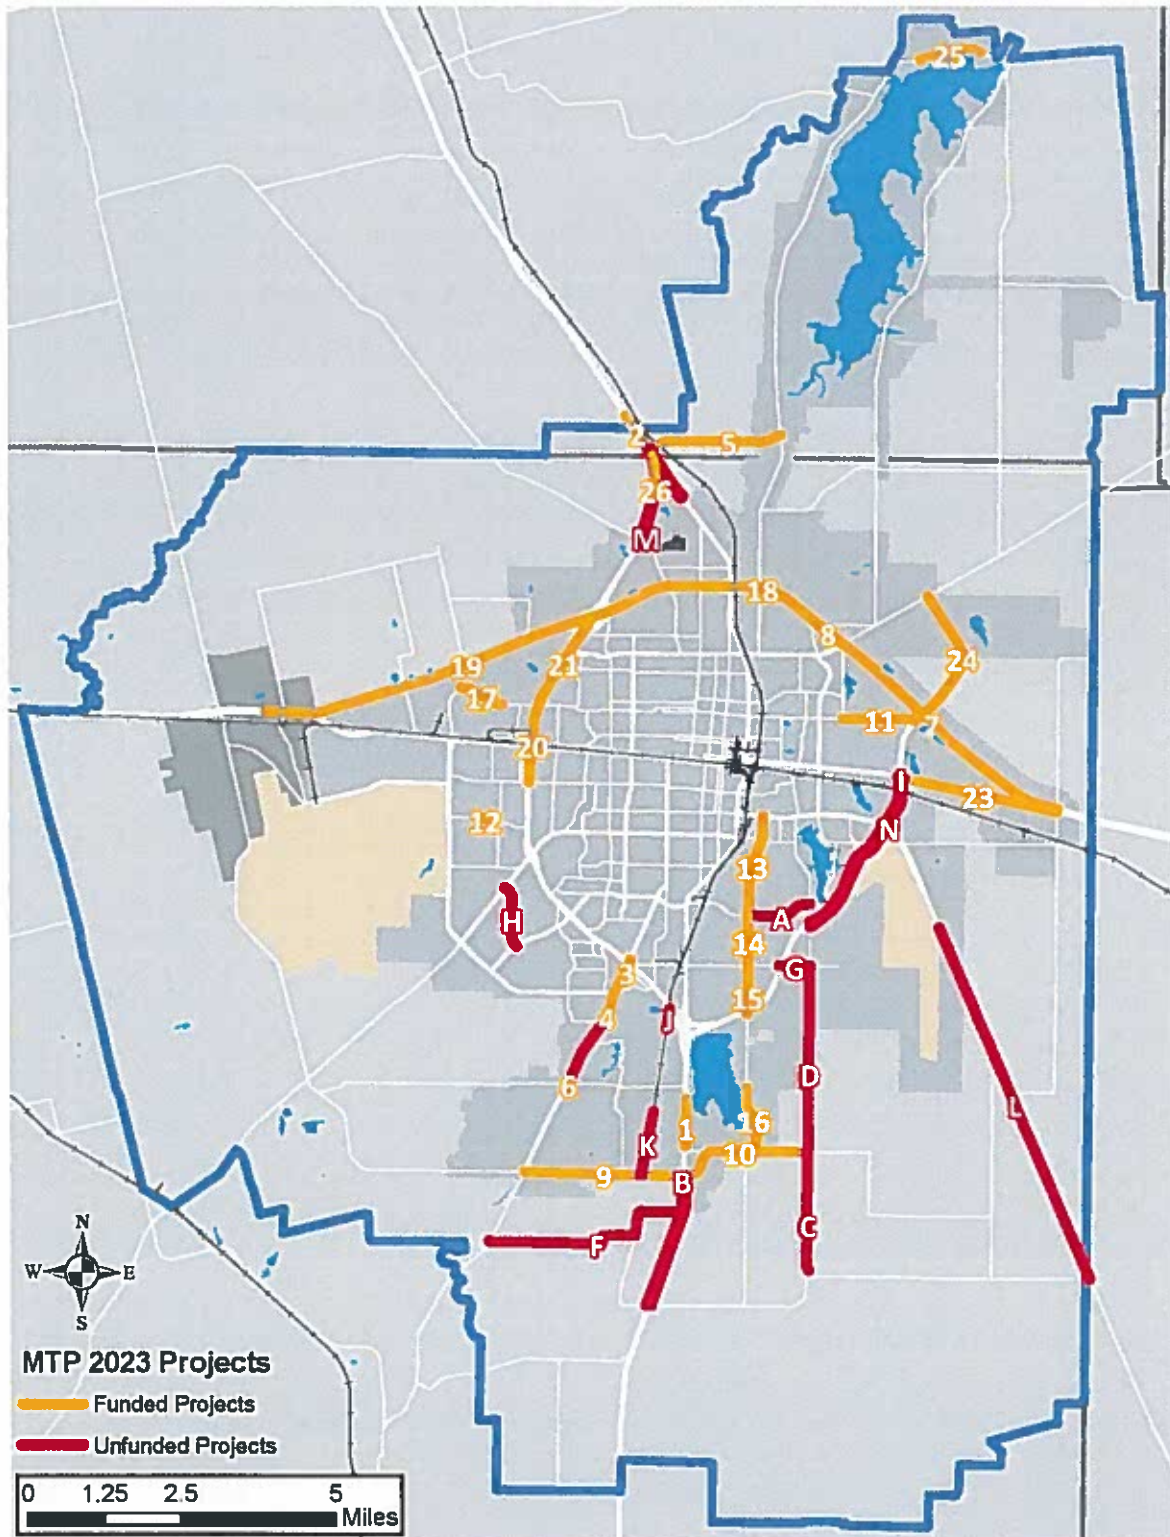 25
2
5
26
M
18
8
24
19
21
17
11
7
20
I
23
12
N
13
A
H
14
3
G
15
4
J
D
6
L
16
1
K
10
9
B
C
F
N
W E
S
MTP 2023 Projects
Funded Projects
Unfunded Projects
0 1.25 2.5 5
Miles